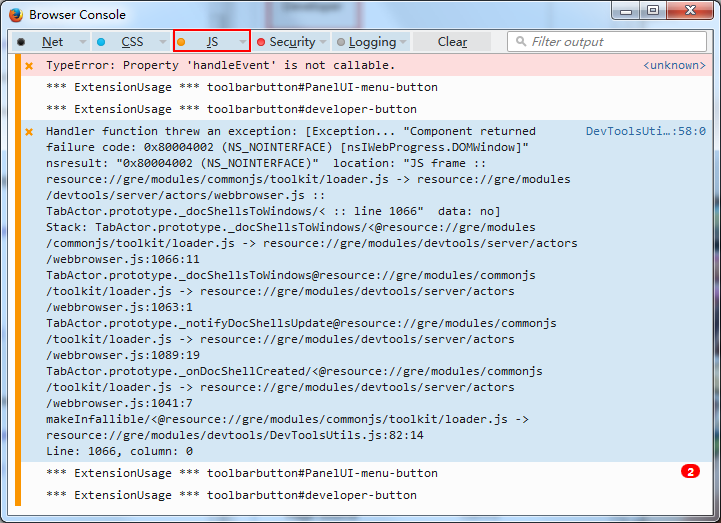 Developer
Browser Console
Net
CSS
JS
Security
Logging
Clear
Filter output
TypeError: Property 'handleEvent' is not callable.
<unknown>
*** ExtensionUsage *** toolbarbutton#PanelUI-menu-button
*** ExtensionUsage *** toolbarbutton#developer-button
Handler function threw an exception: [Exception... "Component returned
DevToolsUti…:58:0
failure code: 0x80004002 (NS_NOINTERFACE) [nsIWebProgress.DOMWindow]"
nsresult: "0x80004002 (NS_NOINTERFACE)"  location: "JS frame ::
resource://gre/modules/commonjs/toolkit/loader.js -> resource://gre/modules
/devtools/server/actors/webbrowser.js ::
TabActor.prototype._docShellsToWindows/< :: line 1066"  data: no]
Stack: TabActor.prototype._docShellsToWindows/<@resource://gre/modules
/commonjs/toolkit/loader.js -> resource://gre/modules/devtools/server/actors
/webbrowser.js:1066:11
TabActor.prototype._docShellsToWindows@resource://gre/modules/commonjs
/toolkit/loader.js -> resource://gre/modules/devtools/server/actors
/webbrowser.js:1063:1
TabActor.prototype._notifyDocShellsUpdate@resource://gre/modules/commonjs
/toolkit/loader.js -> resource://gre/modules/devtools/server/actors
/webbrowser.js:1089:19
TabActor.prototype._onDocShellCreated/<@resource://gre/modules/commonjs
/toolkit/loader.js -> resource://gre/modules/devtools/server/actors
/webbrowser.js:1041:7
makeInfallible/<@resource://gre/modules/commonjs/toolkit/loader.js ->
resource://gre/modules/devtools/DevToolsUtils.js:82:14
Line: 1066, column: 0
*** ExtensionUsage *** toolbarbutton#PanelUI-menu-button
2
*** ExtensionUsage *** toolbarbutton#developer-button